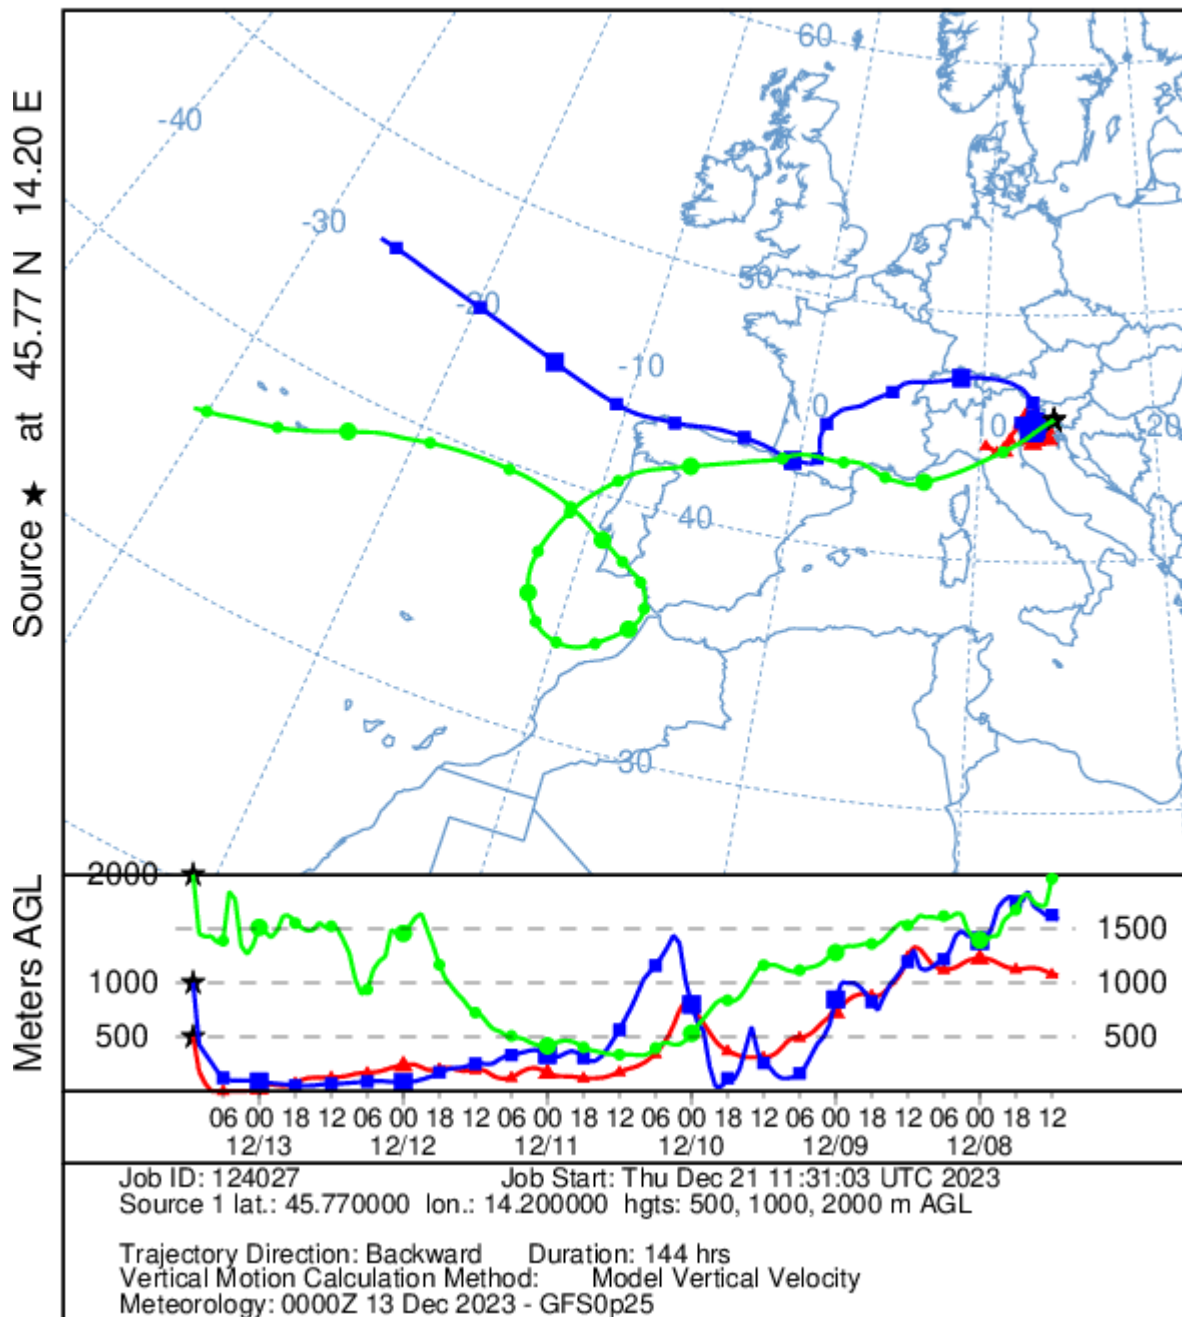 60
-40
-30
50
-20
-10
0
10
20
40
30
Source ★ at 45.77 N 14.20 E
Meters AGL
2000
1500
1000 1000
500 500
06 00 18 12 06 00 18 12 06 00 18 12 06 00 18 12 06 00 18 12 06 00 18 12
12/13 12/12 12/11 12/10 12/09 12/08
Job ID: 124027 Job Start: Thu Dec 21 11:31:03 UTC 2023
Source 1 lat.: 45.770000 lon.: 14.200000 hgts: 500, 1000, 2000 m AGL
Trajectory Direction: Backward Duration: 144 hrs
Vertical Motion Calculation Method: Model Vertical Velocity
Meteorology: 0000Z 13 Dec 2023 - GFS0p25